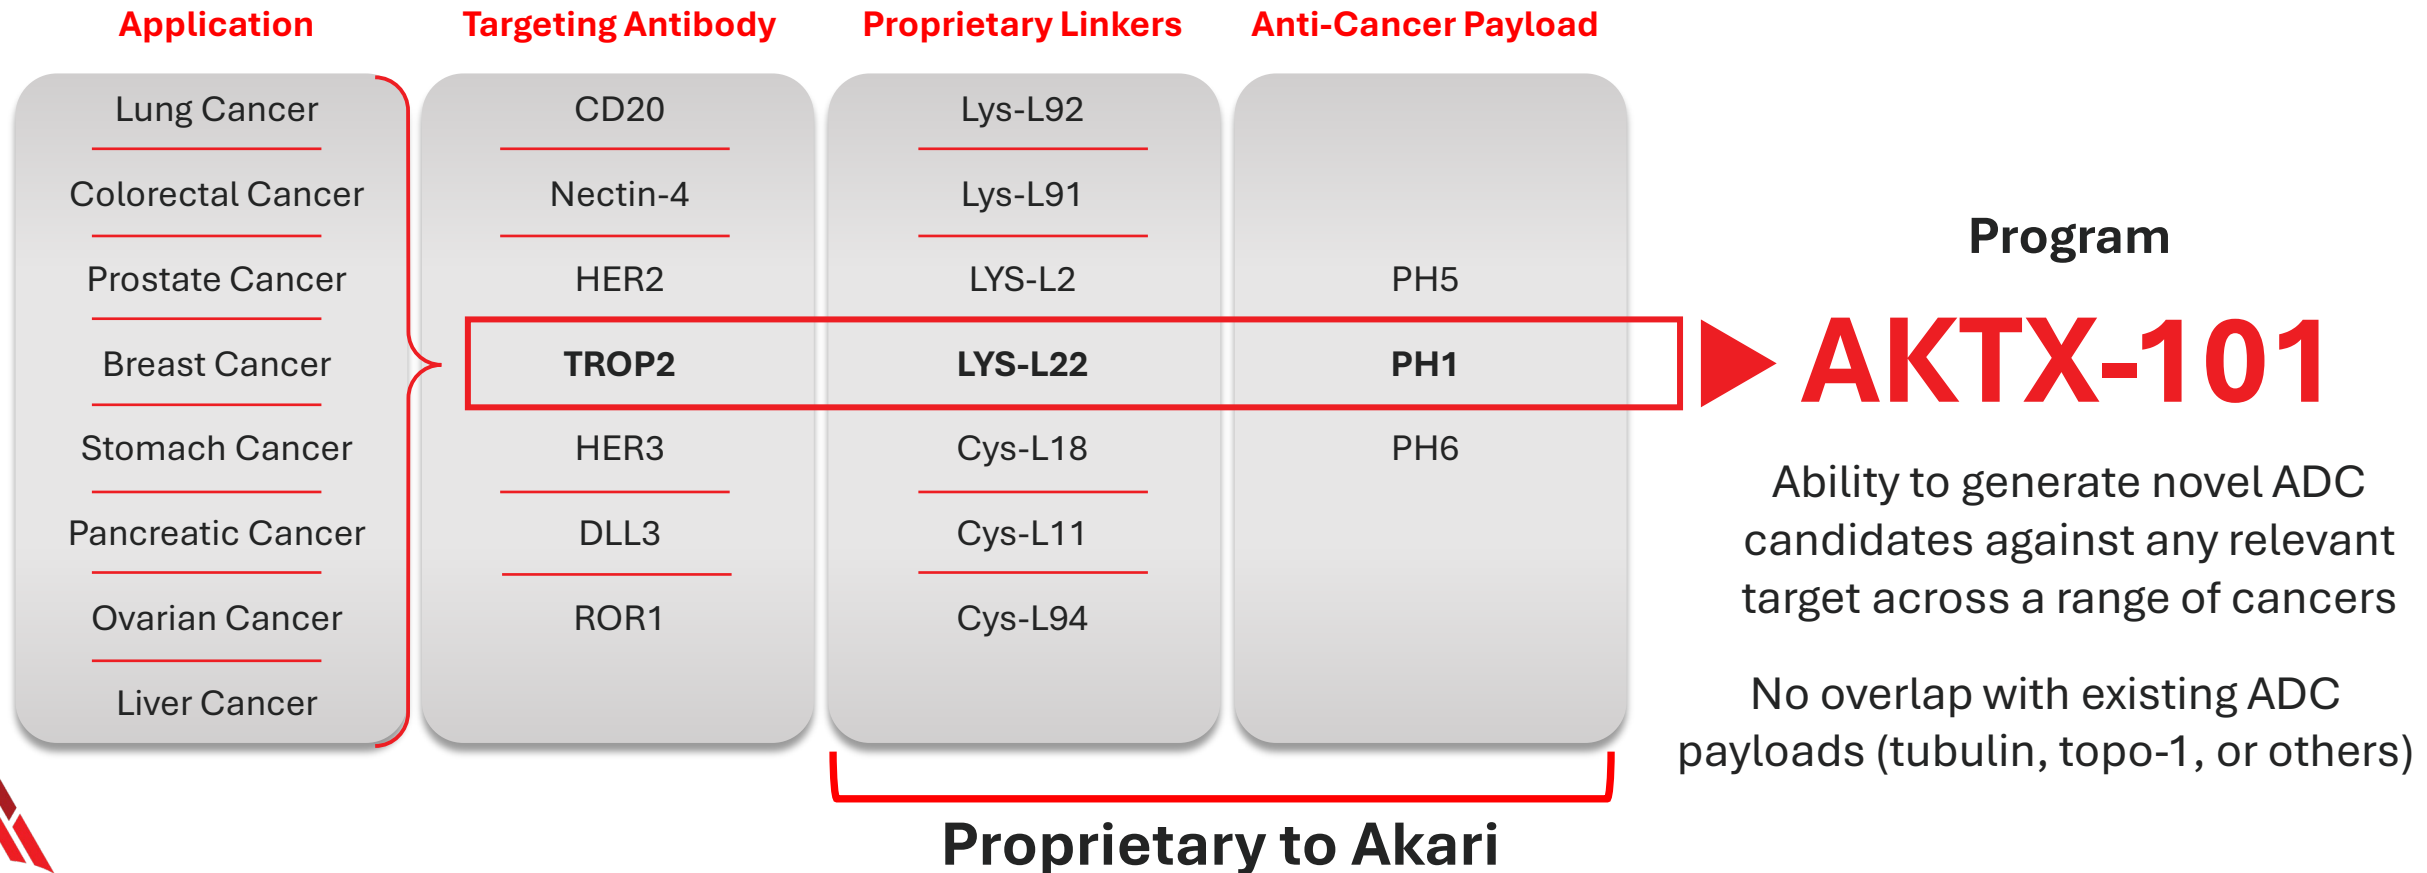 Application
Targeting Antibody
Proprietary Linkers
Anti-Cancer Payload
Lung Cancer
Colorectal Cancer
Prostate Cancer
Breast Cancer
Stomach Cancer
Pancreatic Cancer
Ovarian Cancer
Liver Cancer
CD20
Nectin-4
HER2
TROP2
HER3
DLL3
ROR1
Lys-L92
Lys-L91
LYS-L2
LYS-L22
Cys-L18
Cys-L11
Cys-L94
PH5
PH1
PH6
Program
AKTX-101
Ability to generate novel ADC
candidates against any relevant
target across a range of cancers
No overlap with existing ADC
payloads (tubulin, topo-1, or others)
Proprietary to Akari